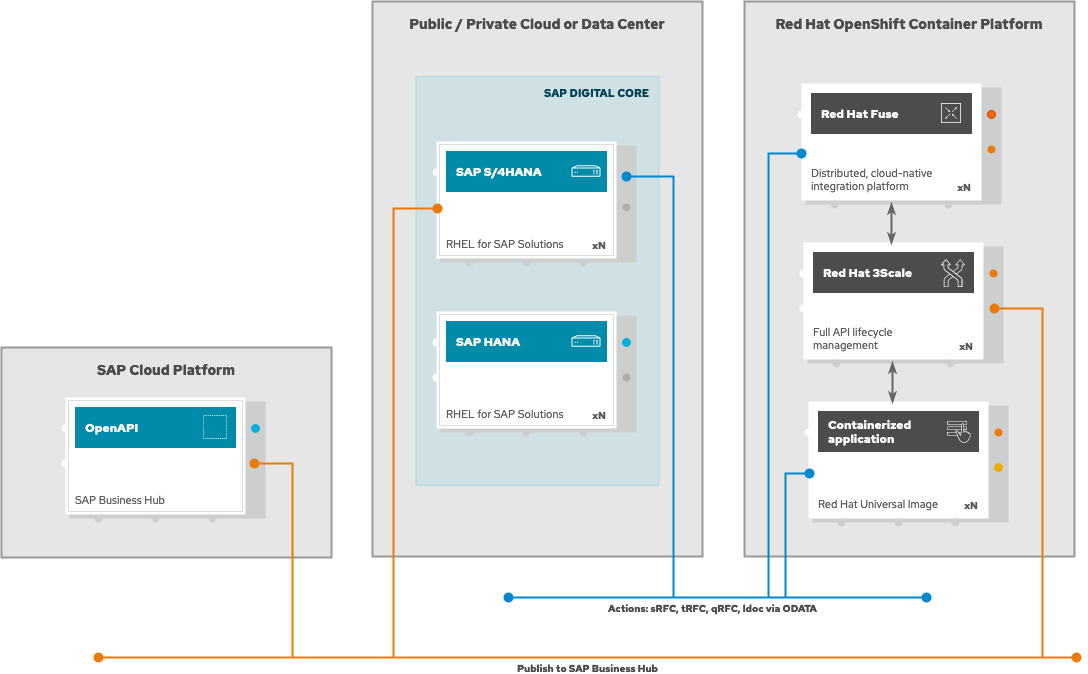 Public / Private Cloud or Data Center
SAP DIGITAL CORE
SAP S/4HANA
RHEL for SAP Solutions
xN
SAP HANA
RHEL for SAP Solutions
xN
Red Hat OpenShift Container Platform
Red Hat Fuse
Distributed, cloud-native
integration platform
xN
Red Hat 3Scale
Full API lifecycle
management
xN
Containerized
application
Red Hat Universal Image
xN
SAP Cloud Platform
OpenAPI
SAP Business Hub
Actions: sRFC, tRFC, qRFC, ldoc via ODATA
Publish to SAP Business Hub